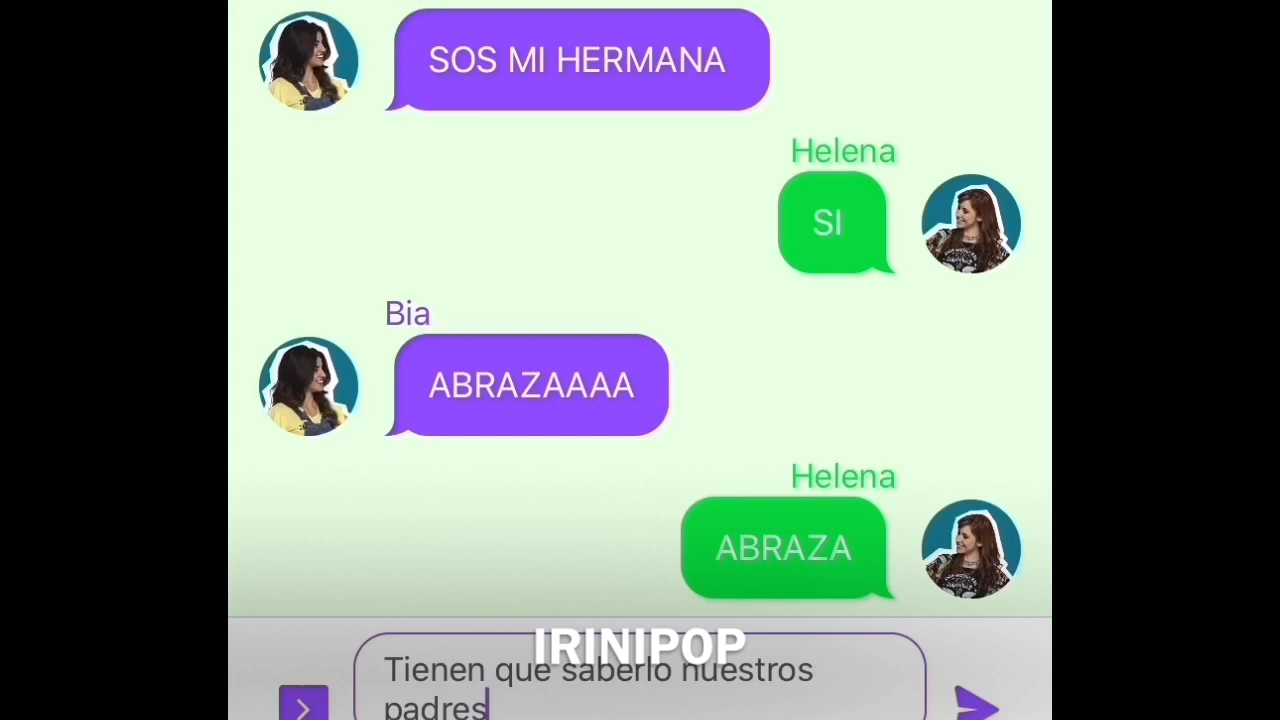 SOS MI HERMANA
Helena
SI
Bia
ABRAZAAAA
Helena
ABRAZA
IRINIPOP
Tienen que saberlo nuestros
padres